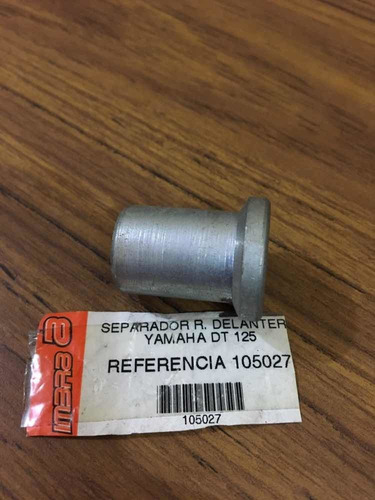 SEPARADOR R. DELANTER
YAMAHA DT 125
REFERENCIA 105027
105027